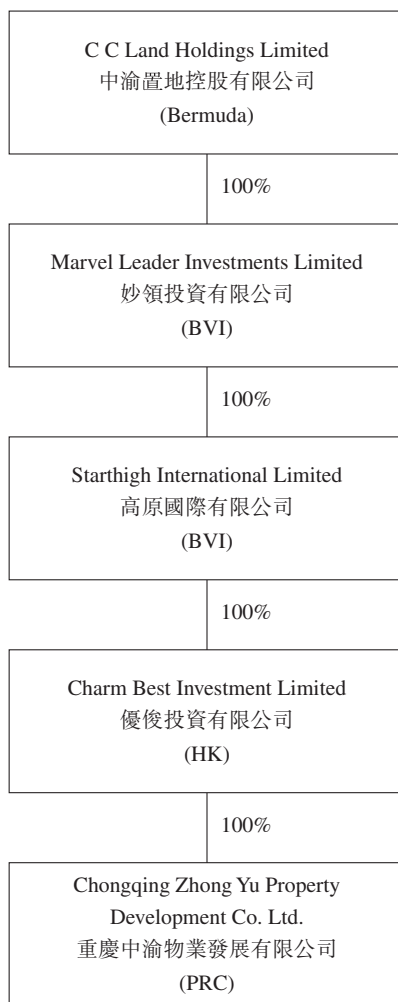 C C Land Holdings Limited
中渝置地控股有限公司
(Bermuda)
100%
Marvel Leader Investments Limited
妙領投資有限公司
(BVI)
100%
Starthigh International Limited
高原國際有限公司
(BVI)
100%
Charm Best Investment Limited
優俊投資有限公司
(HK)
100%
Chongqing Zhong Yu Property
Development Co. Ltd.
重慶中渝物業發展有限公司
(PRC)